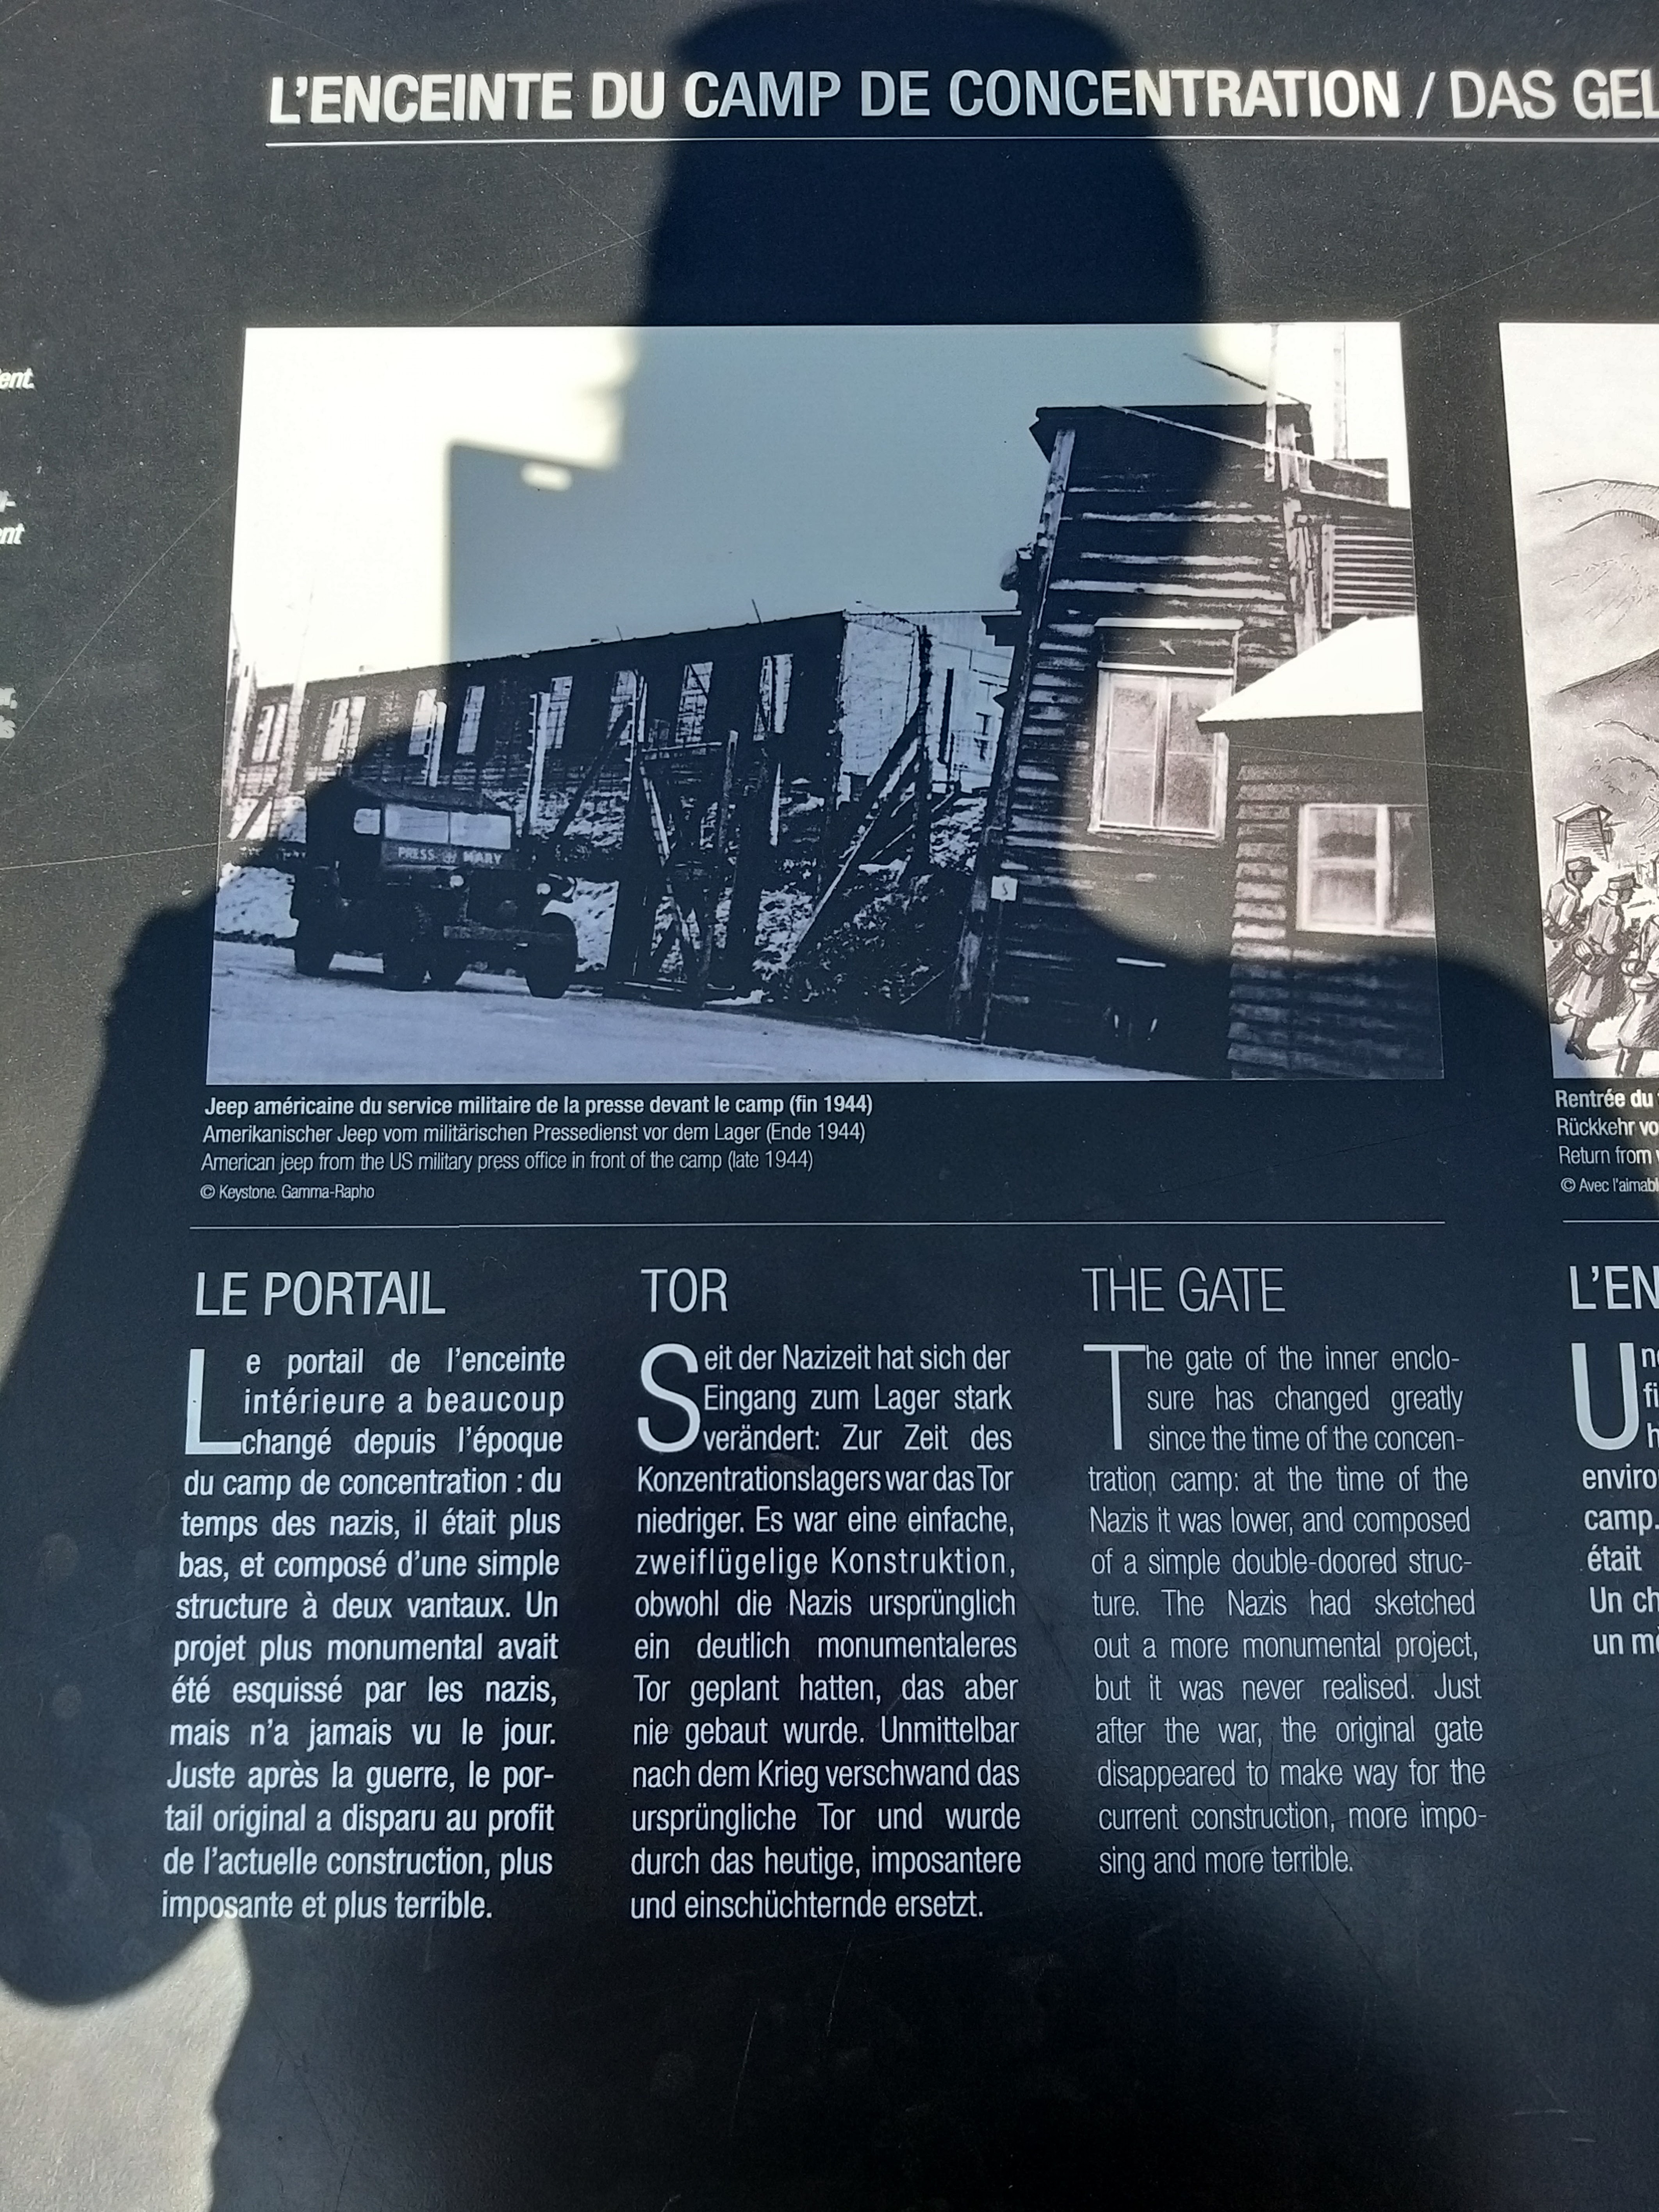 L'ENCEINTE DU CAMP DE CONCENTRATION / DAS GEL
ent.
nt
PRESS MARY
S
Jeep américaine du service militaire de la presse devant le camp (fin 1944)
Amerikanischer Jeep vom militärischen Pressedienst vor dem Lager (Ende 1944)
American jeep from the US military press office in front of the camp (late 1944)
© Keystone. Gamma-Rapho
LE PORTAIL
Le portail de l'enceinte
intérieure a beaucoup
changé depuis l'époque
du camp de concentration : du
temps des nazis, il était plus
bas, et composé d'une simple
structure à deux vantaux. Un
projet plus monumental avait
été esquissé par les nazis,
mais n'a jamais vu le jour.
Juste après la guerre, le por-
tail original a disparu au profit
de l'actuelle construction, plus
imposante et plus terrible.
TOR
Seit der Nazizeit hat sich der
Eingang zum Lager stark
verändert: Zur Zeit des
Konzentrationslagers war das Tor
niedriger. Es war eine einfache,
zweiflügelige Konstruktion,
obwohl die Nazis ursprünglich
ein deutlich monumentaleres
Tor geplant hatten, das aber
nie gebaut wurde. Unmittelbar
nach dem Krieg verschwand das
ursprüngliche Tor und wurde
durch das heutige, imposantere
und einschüchternde ersetzt.
THE GATE
The gate of the inner enclo-
sure has changed greatly
since the time of the concen-
tration camp: at the time of the
Nazis it was lower, and composed
of a simple double-doored struc-
ture. The Nazis had sketched
out a more monumental project,
but it was never realised. Just
after the war, the original gate
disappeared to make way for the
current construction, more impo-
sing and more terrible.
Rentrée du
Rückkehr vo
Return from
© Avec l'aimab
L'EN
Un
fi
h
enviro
camp.
était
Un ch
un m